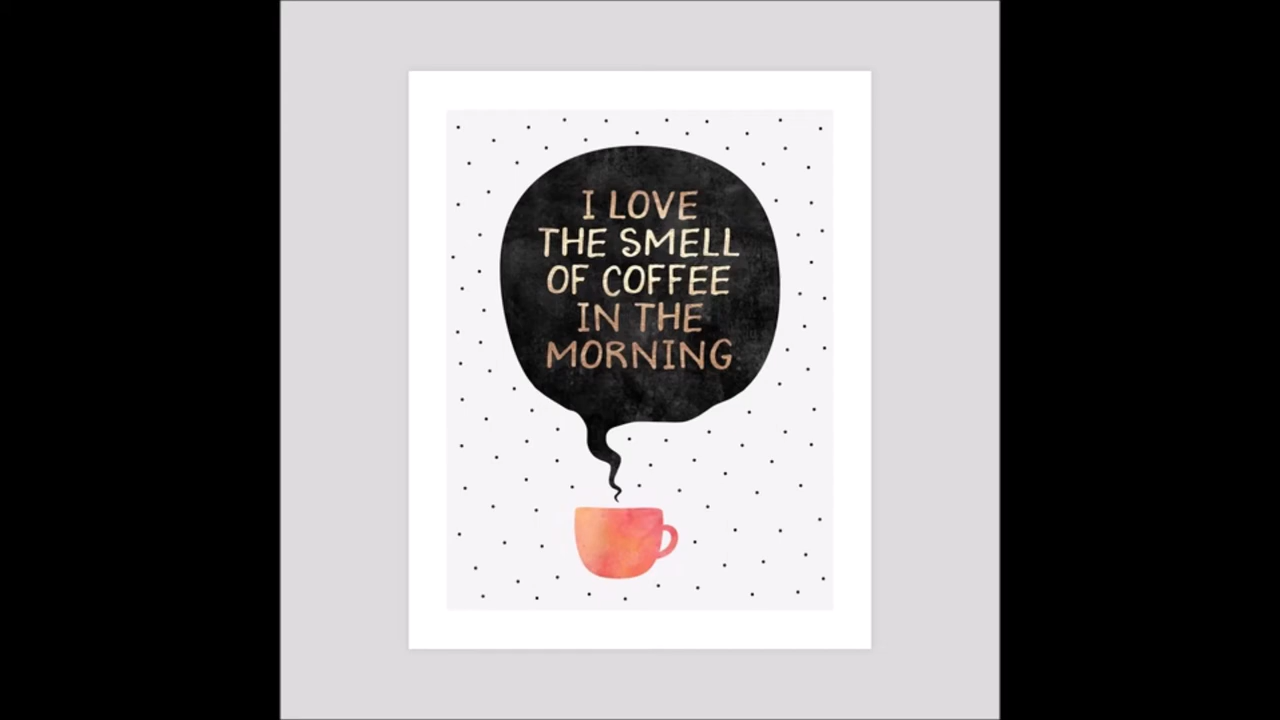 I LOVE
THE SMELL
OF COFFEE
IN THE
MORNING